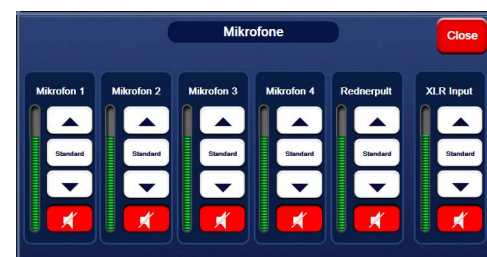 Mikrofone
Close
Mikrofon 1 Mikrofon 2 Mikrofon 3 Mikrofon 4 Rednerpult XLR Input
Standard Standard Standard Standard Standard Standard